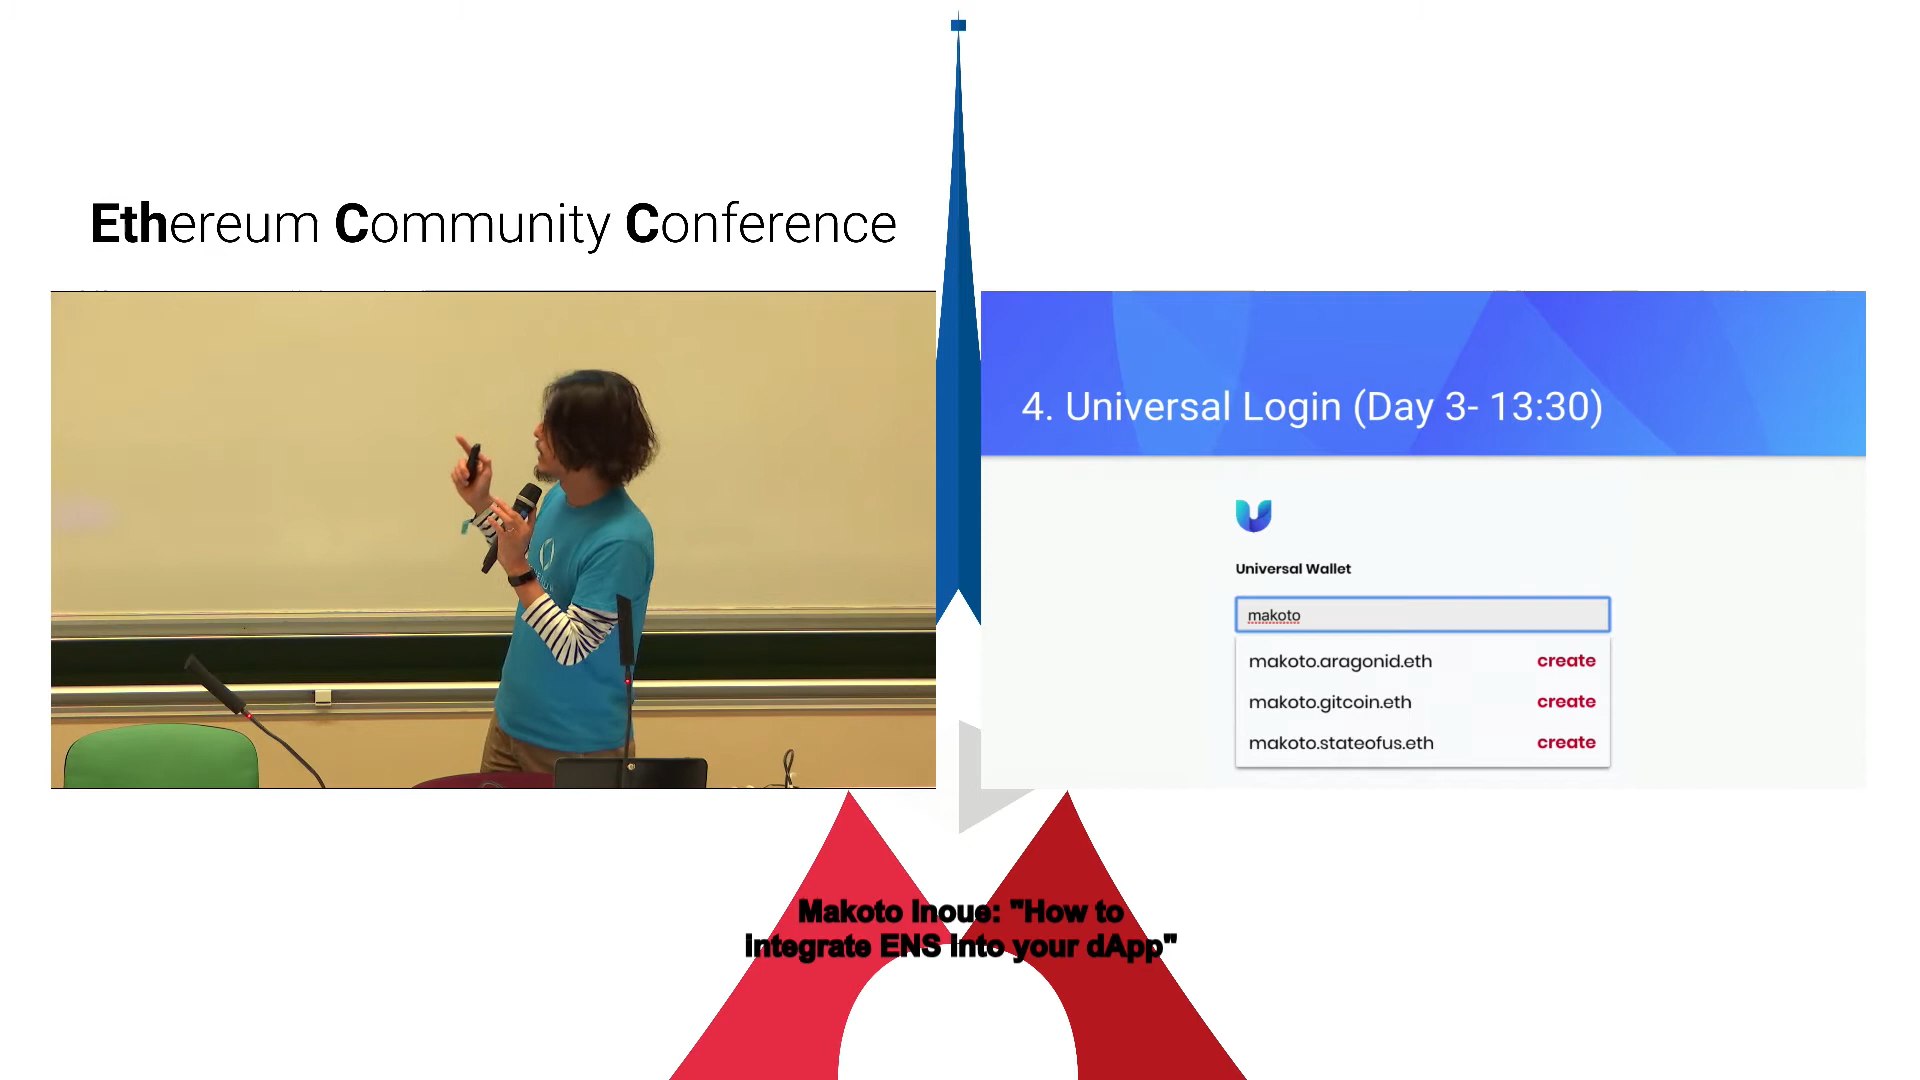 Ethereum Community Conference
4. Universal Login (Day 3- 13:30)
Universal Wallet
makoto
makoto.aragonid.eth create
makoto.gitcoin.eth create
makoto.stateofus.eth create
Makoto Inoue: "How to
integrate ENS into your dApp"